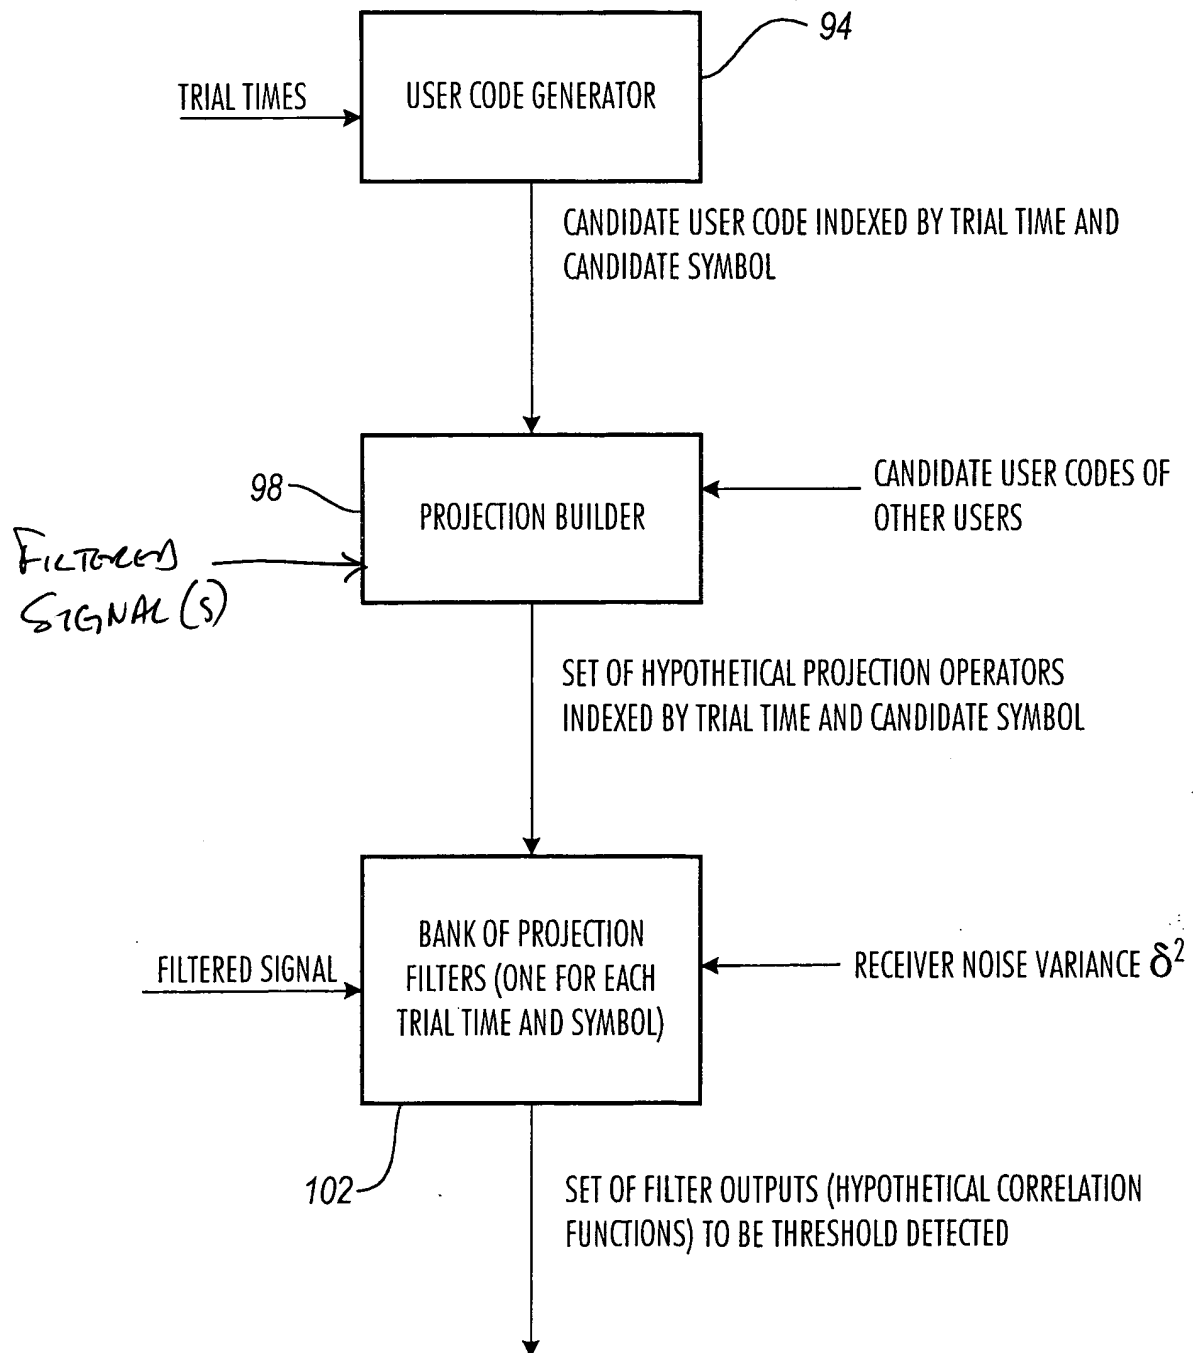 94
TRIAL TIMES
USER CODE GENERATOR
CANDIDATE USER CODE INDEXED BY TRIAL TIME AND
CANDIDATE SYMBOL
98
PROJECTION BUILDER
CANDIDATE USER CODES OF
OTHER USERS
FILTERED
SIGNAL(S)
SET OF HYPOTHETICAL PROJECTION OPERATORS
INDEXED BY TRIAL TIME AND CANDIDATE SYMBOL
FILTERED SIGNAL
BANK OF PROJECTION
FILTERS (ONE FOR EACH
TRIAL TIME AND SYMBOL)
RECEIVER NOISE VARIANCE δ²
102
SET OF FILTER OUTPUTS (HYPOTHETICAL CORRELATION
FUNCTIONS) TO BE THRESHOLD DETECTED